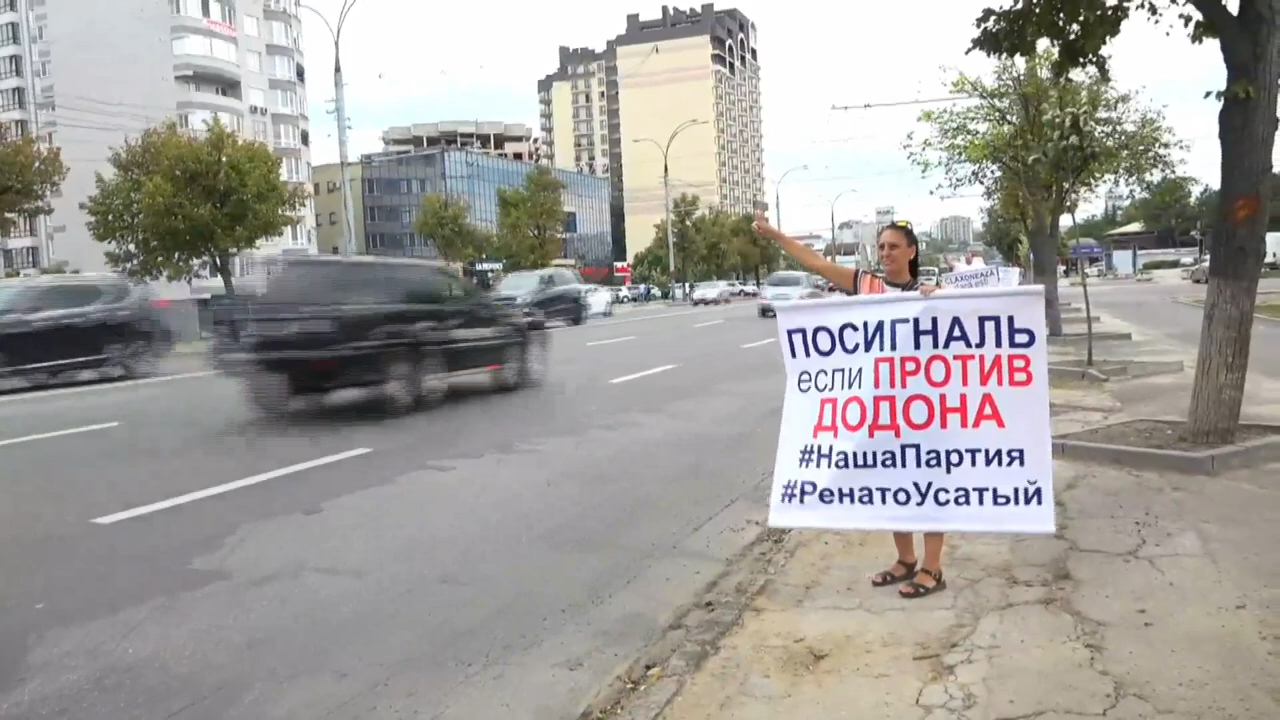 ПОСИГНАЛЬ
если ПРОТИВ
ДОДОНА
#НашаПартия
#РенатоУсатый
CLAXONEAZĂ